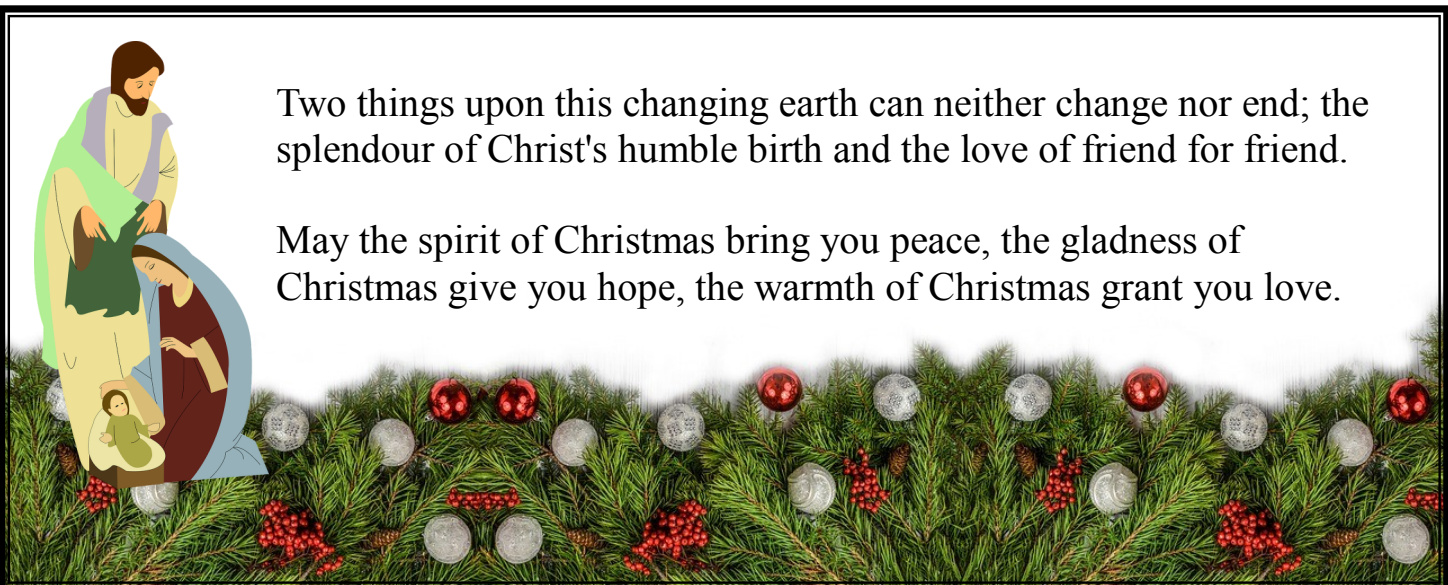 Two things upon this changing earth can neither change nor end; the
splendour of Christ's humble birth and the love of friend for friend.
May the spirit of Christmas bring you peace, the gladness of
Christmas give you hope, the warmth of Christmas grant you love.